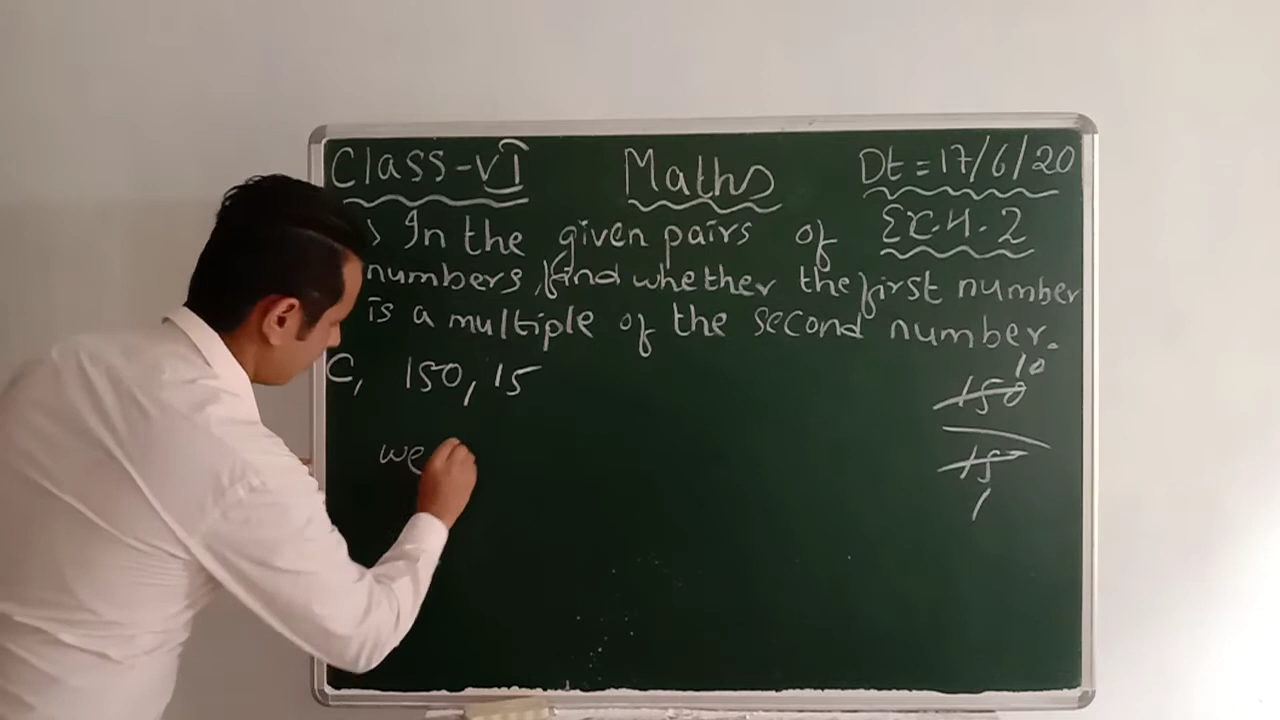 Class-VI Maths Dt=17/6/20
In the given pairs of EX.4.2
numbers, find whether the first number
is a multiple of the second number.
C, 150, 15
10
150
15
1
we